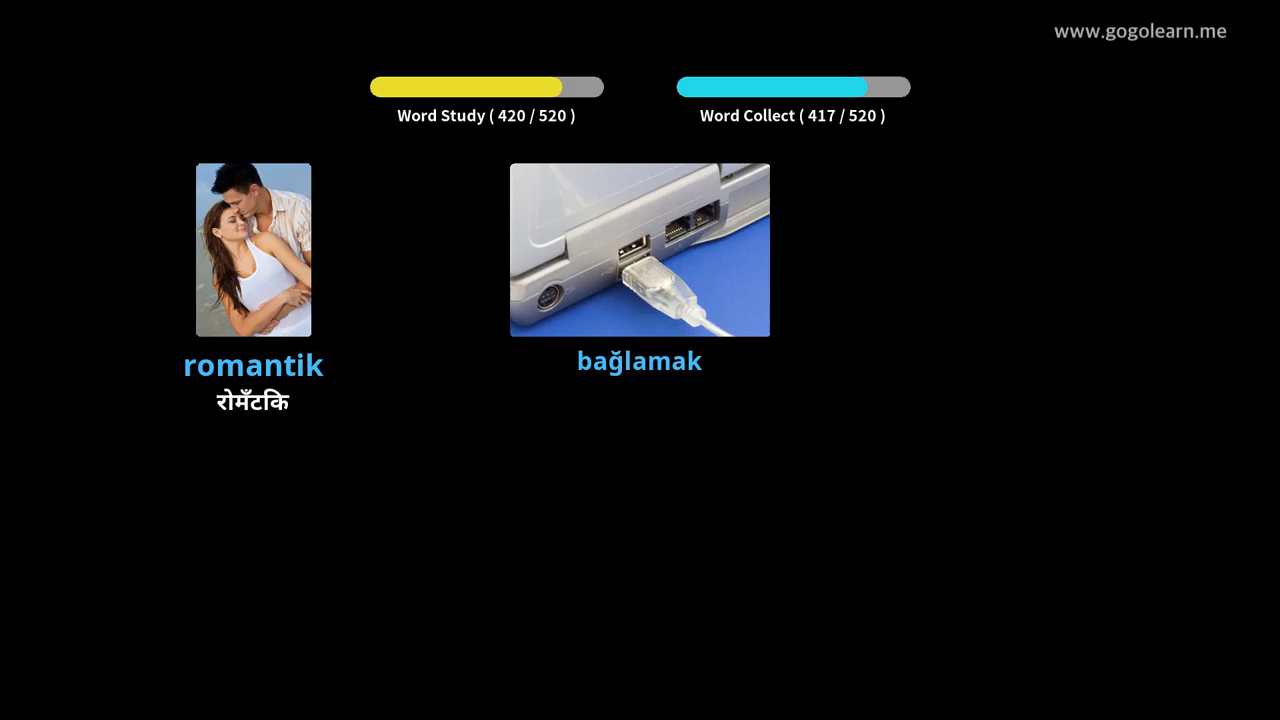 www.gogolearn.me
Word Study ( 420 / 520 )
Word Collect ( 417 / 520 )
romantik
रोमँटकि
bağlamak